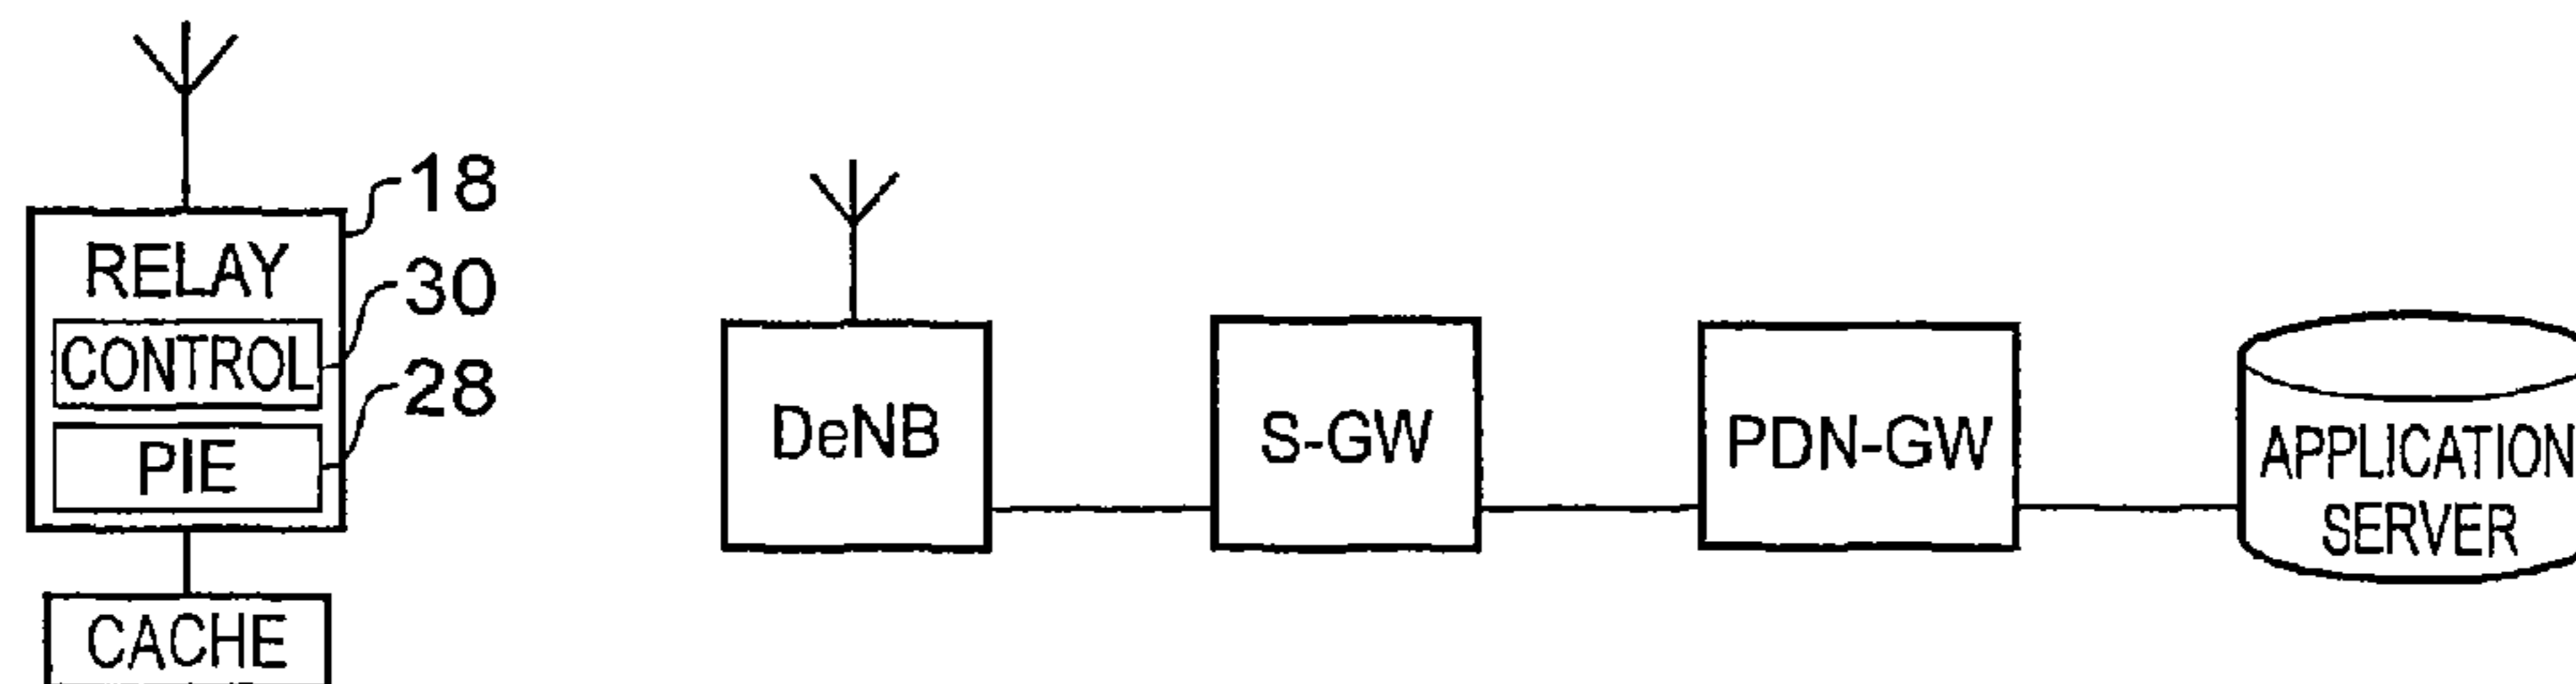 18
RELAY
30
CONTROL
28
PIE
CACHE
DeNB
S-GW
PDN-GW
APPLICATION
SERVER